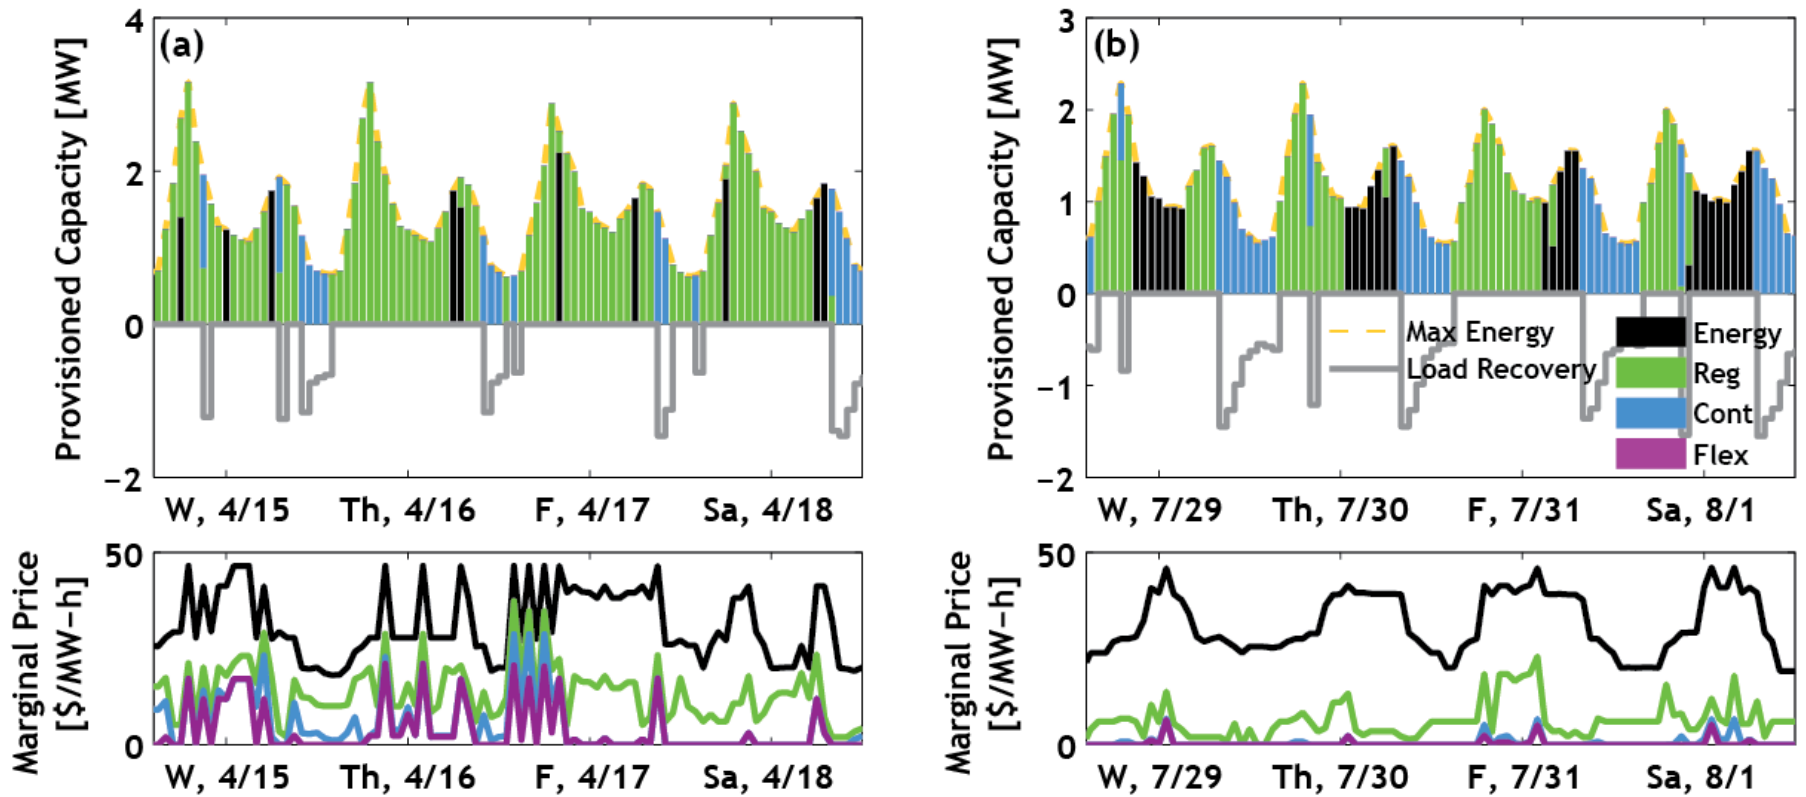 (a)
Provisioned Capacity [MW]
4
2
0
−2
W, 4/15
Th, 4/16
F, 4/17
Sa, 4/18
(b)
Provisioned Capacity [MW]
3
2
1
0
−1
−2
Max Energy
Load Recovery
Energy
Reg
Cont
Flex
W, 7/29
Th, 7/30
F, 7/31
Sa, 8/1
Marginal Price
[$/MW−h]
50
0
W, 4/15
Th, 4/16
F, 4/17
Sa, 4/18
Marginal Price
[$/MW−h]
50
0
W, 7/29
Th, 7/30
F, 7/31
Sa, 8/1